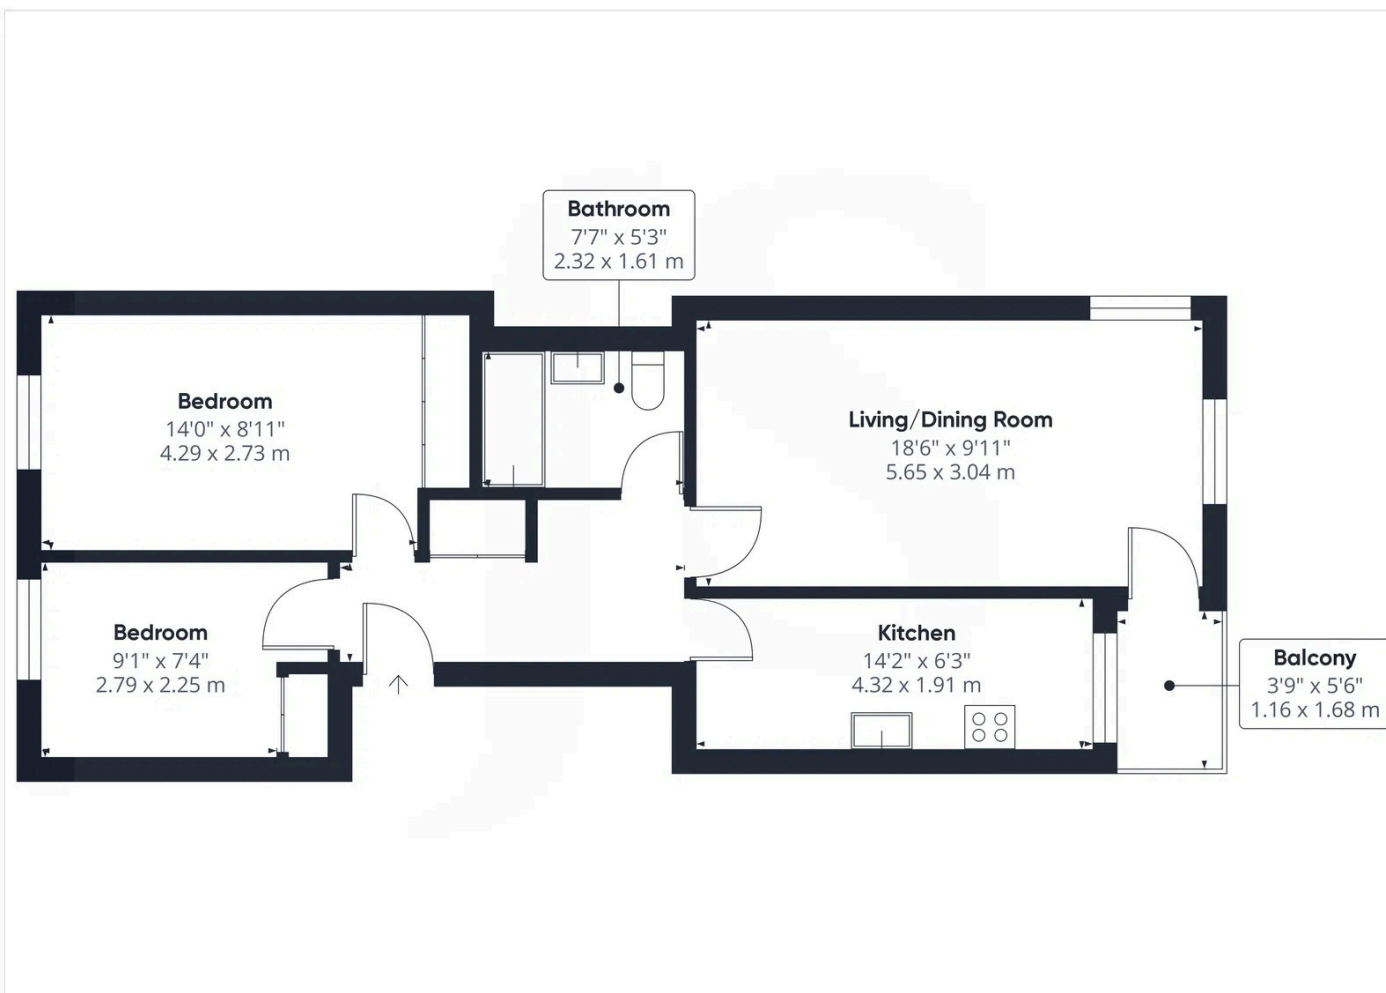 Bathroom
7'7" x 5'3"
2.32 x 1.61 m
Bedroom
14'0" x 8'11"
4.29 x 2.73 m
Living/Dining Room
18'6" x 9'11"
5.65 x 3.04 m
Bedroom
9'1" x 7'4"
2.79 x 2.25 m
Kitchen
14'2" x 6'3"
4.32 x 1.91 m
Balcony
3'9" x 5'6"
1.16 x 1.68 m